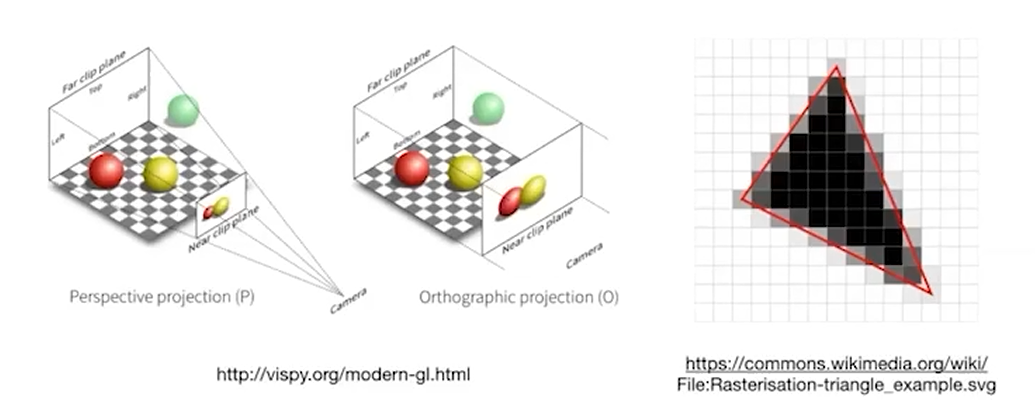 Far clip plane
Top
Right
Left
Bottom
Near clip plane
Camera
Perspective projection (P)
Far clip plane
Top
Right
Left
Bottom
Near clip plane
Camera
Orthographic projection (O)
http://vispy.org/modern-gl.html
https://commons.wikimedia.org/wiki/
File:Rasterisation-triangle_example.svg